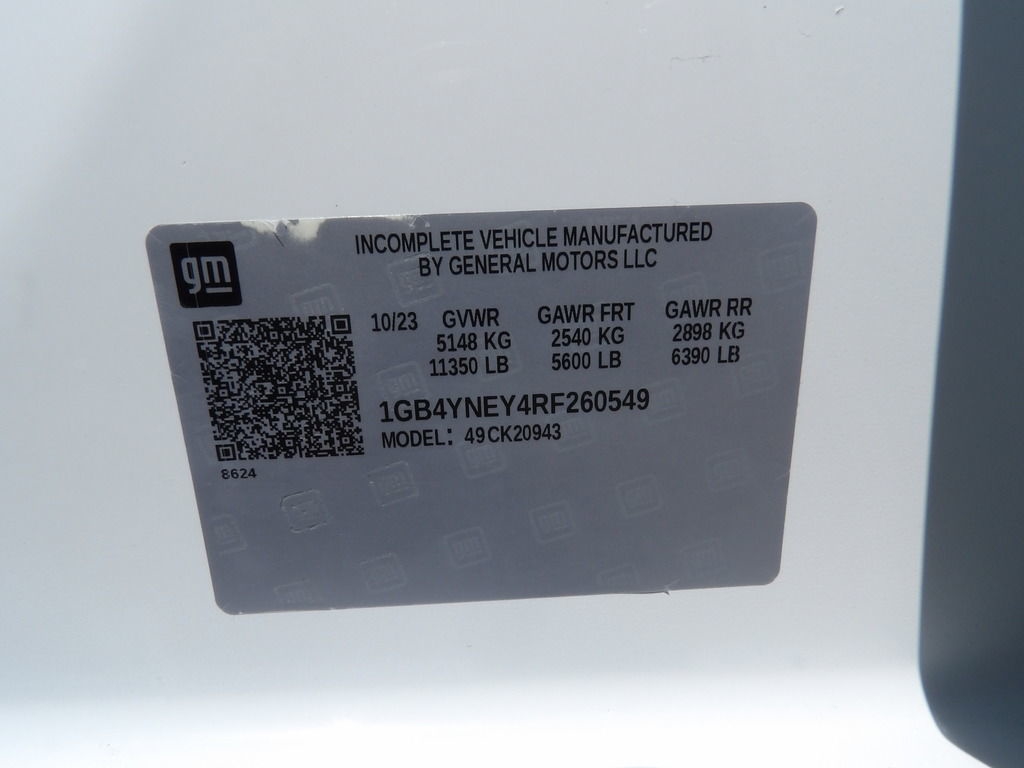 gm
INCOMPLETE VEHICLE MANUFACTURED
BY GENERAL MOTORS LLC
10/23 GVWR GAWR FRT GAWR RR
5148 KG 2540 KG 2898 KG
11350 LB 5600 LB 6390 LB
1GB4YNEY4RF260549
MODEL: 49CK20943
8624